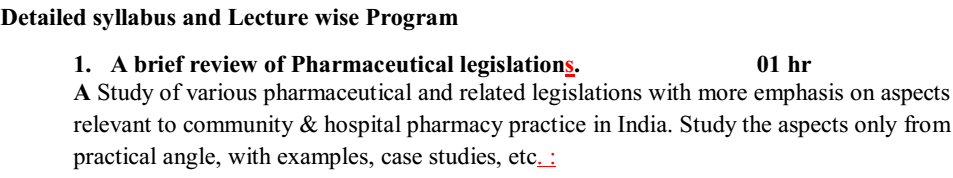 Detailed syllabus and Lecture wise Program
1. A brief review of Pharmaceutical legislations. 01 hr
A Study of various pharmaceutical and related legislations with more emphasis on aspects
relevant to community & hospital pharmacy practice in India. Study the aspects only from
practical angle, with examples, case studies, etc. :